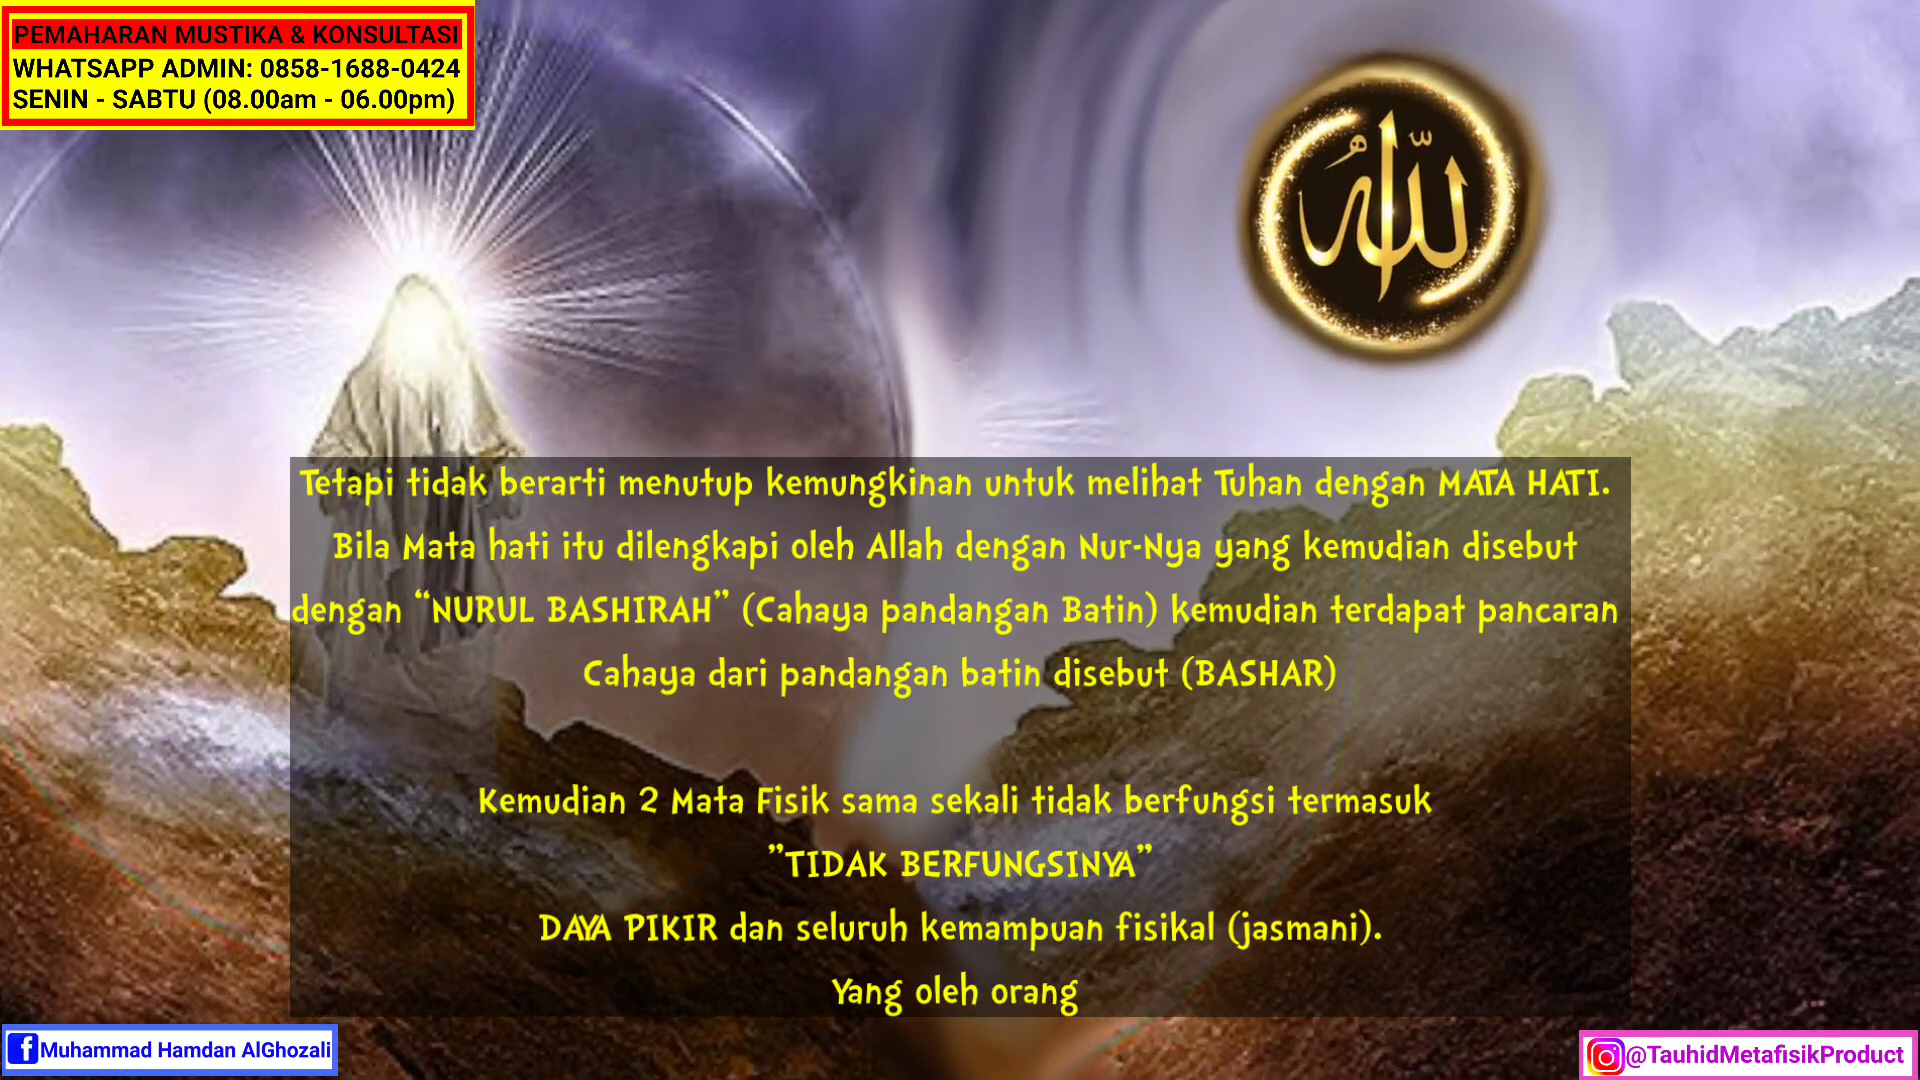 PEMAHARAN MUSTIKA & KONSULTASI
WHATSAPP ADMIN: 0858-1688-0424
SENIN - SABTU (08.00am - 06.00pm)
اللّٰهُ
Tetapi tidak berarti menutup kemungkinan untuk melihat Tuhan dengan MATA HATI.
Bila Mata hati itu dilengkapi oleh Allah dengan Nur-Nya yang kemudian disebut
dengan “NURUL BASHIRAH” (Cahaya pandangan Batin) kemudian terdapat pancaran
Cahaya dari pandangan batin disebut (BASHAR)
Kemudian 2 Mata Fisik sama sekali tidak berfungsi termasuk
”TIDAK BERFUNGSINYA”
DAYA PIKIR dan seluruh kemampuan fisikal (jasmani).
Yang oleh orang
Muhammad Hamdan AlGhozali
@TauhidMetafisikProduct